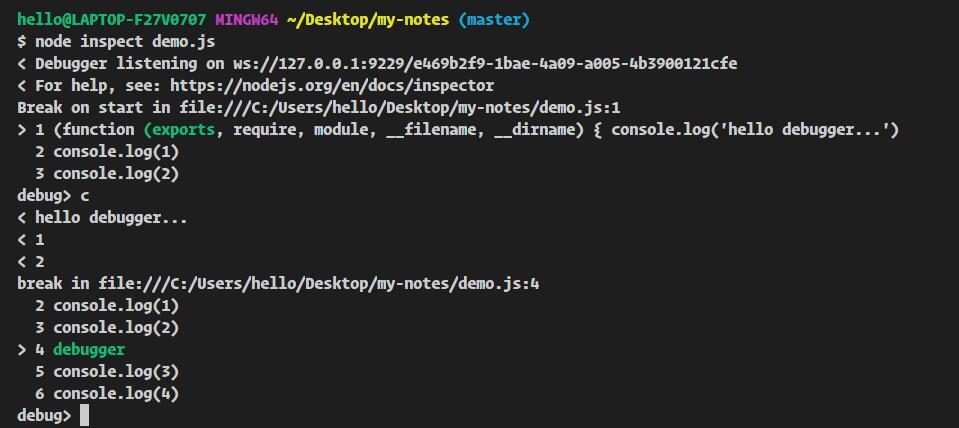 hello@LAPTOP-F27V0707 MINGW64 ~/Desktop/my-notes (master)
$ node inspect demo.js
< Debugger listening on ws://127.0.0.1:9229/e469b2f9-1bae-4a09-a005-4b3900121cfe
< For help, see: https://nodejs.org/en/docs/inspector
Break on start in file:///C:/Users/hello/Desktop/my-notes/demo.js:1
> 1 (function (exports, require, module, __filename, __dirname) { console.log('hello debugger...')
  2 console.log(1)
  3 console.log(2)
debug> c
< hello debugger...
< 1
< 2
break in file:///C:/Users/hello/Desktop/my-notes/demo.js:4
  2 console.log(1)
  3 console.log(2)
> 4 debugger
  5 console.log(3)
  6 console.log(4)
debug>